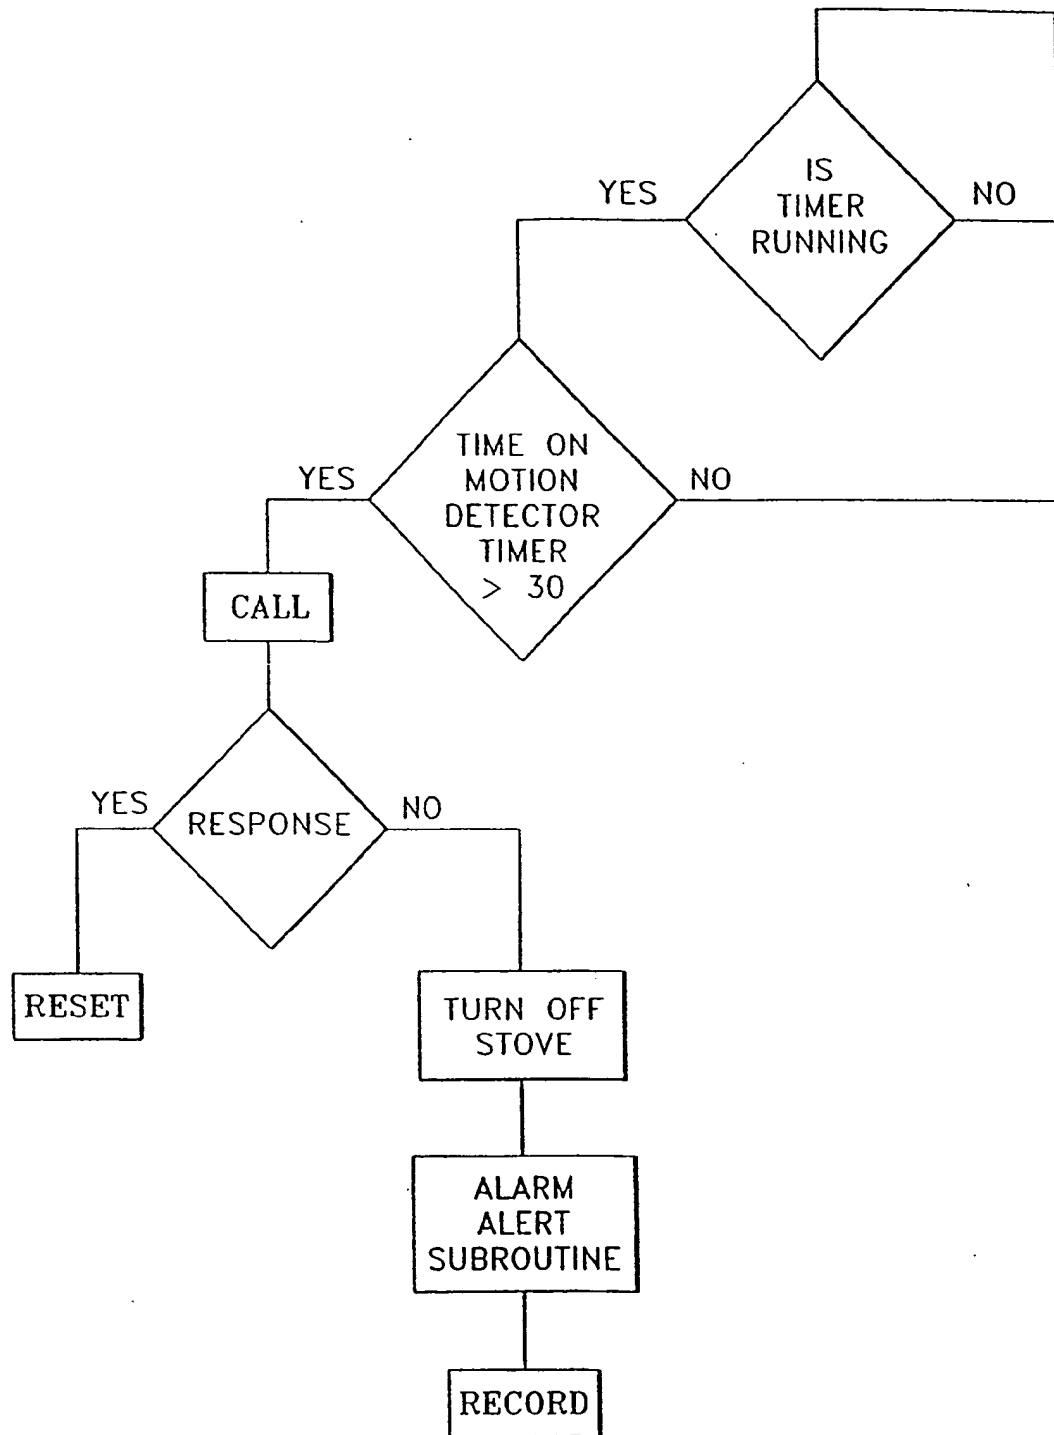 IS
TIMER
RUNNING
YES
NO
TIME ON
MOTION
DETECTOR
TIMER
> 30
YES
NO
CALL
RESPONSE
YES
NO
RESET
TURN OFF
STOVE
ALARM
ALERT
SUBROUTINE
RECORD